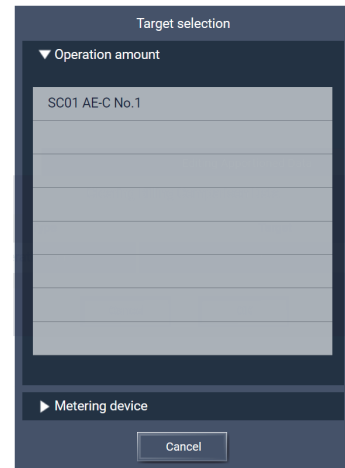 Target selection
Operation amount
SC01 AE-C No.1
Metering device
Cancel